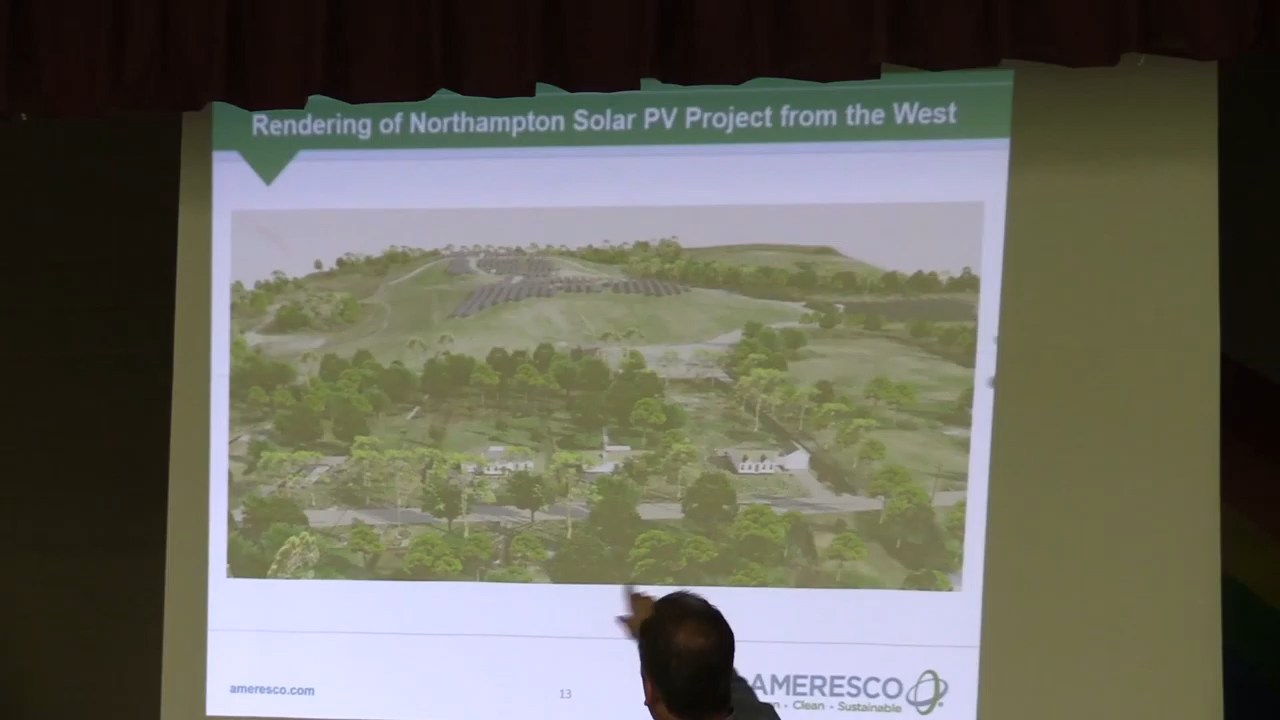 Rendering of Northampton Solar PV Project from the West
ameresco.com
13
AMERESCO
• Clean • Sustainable